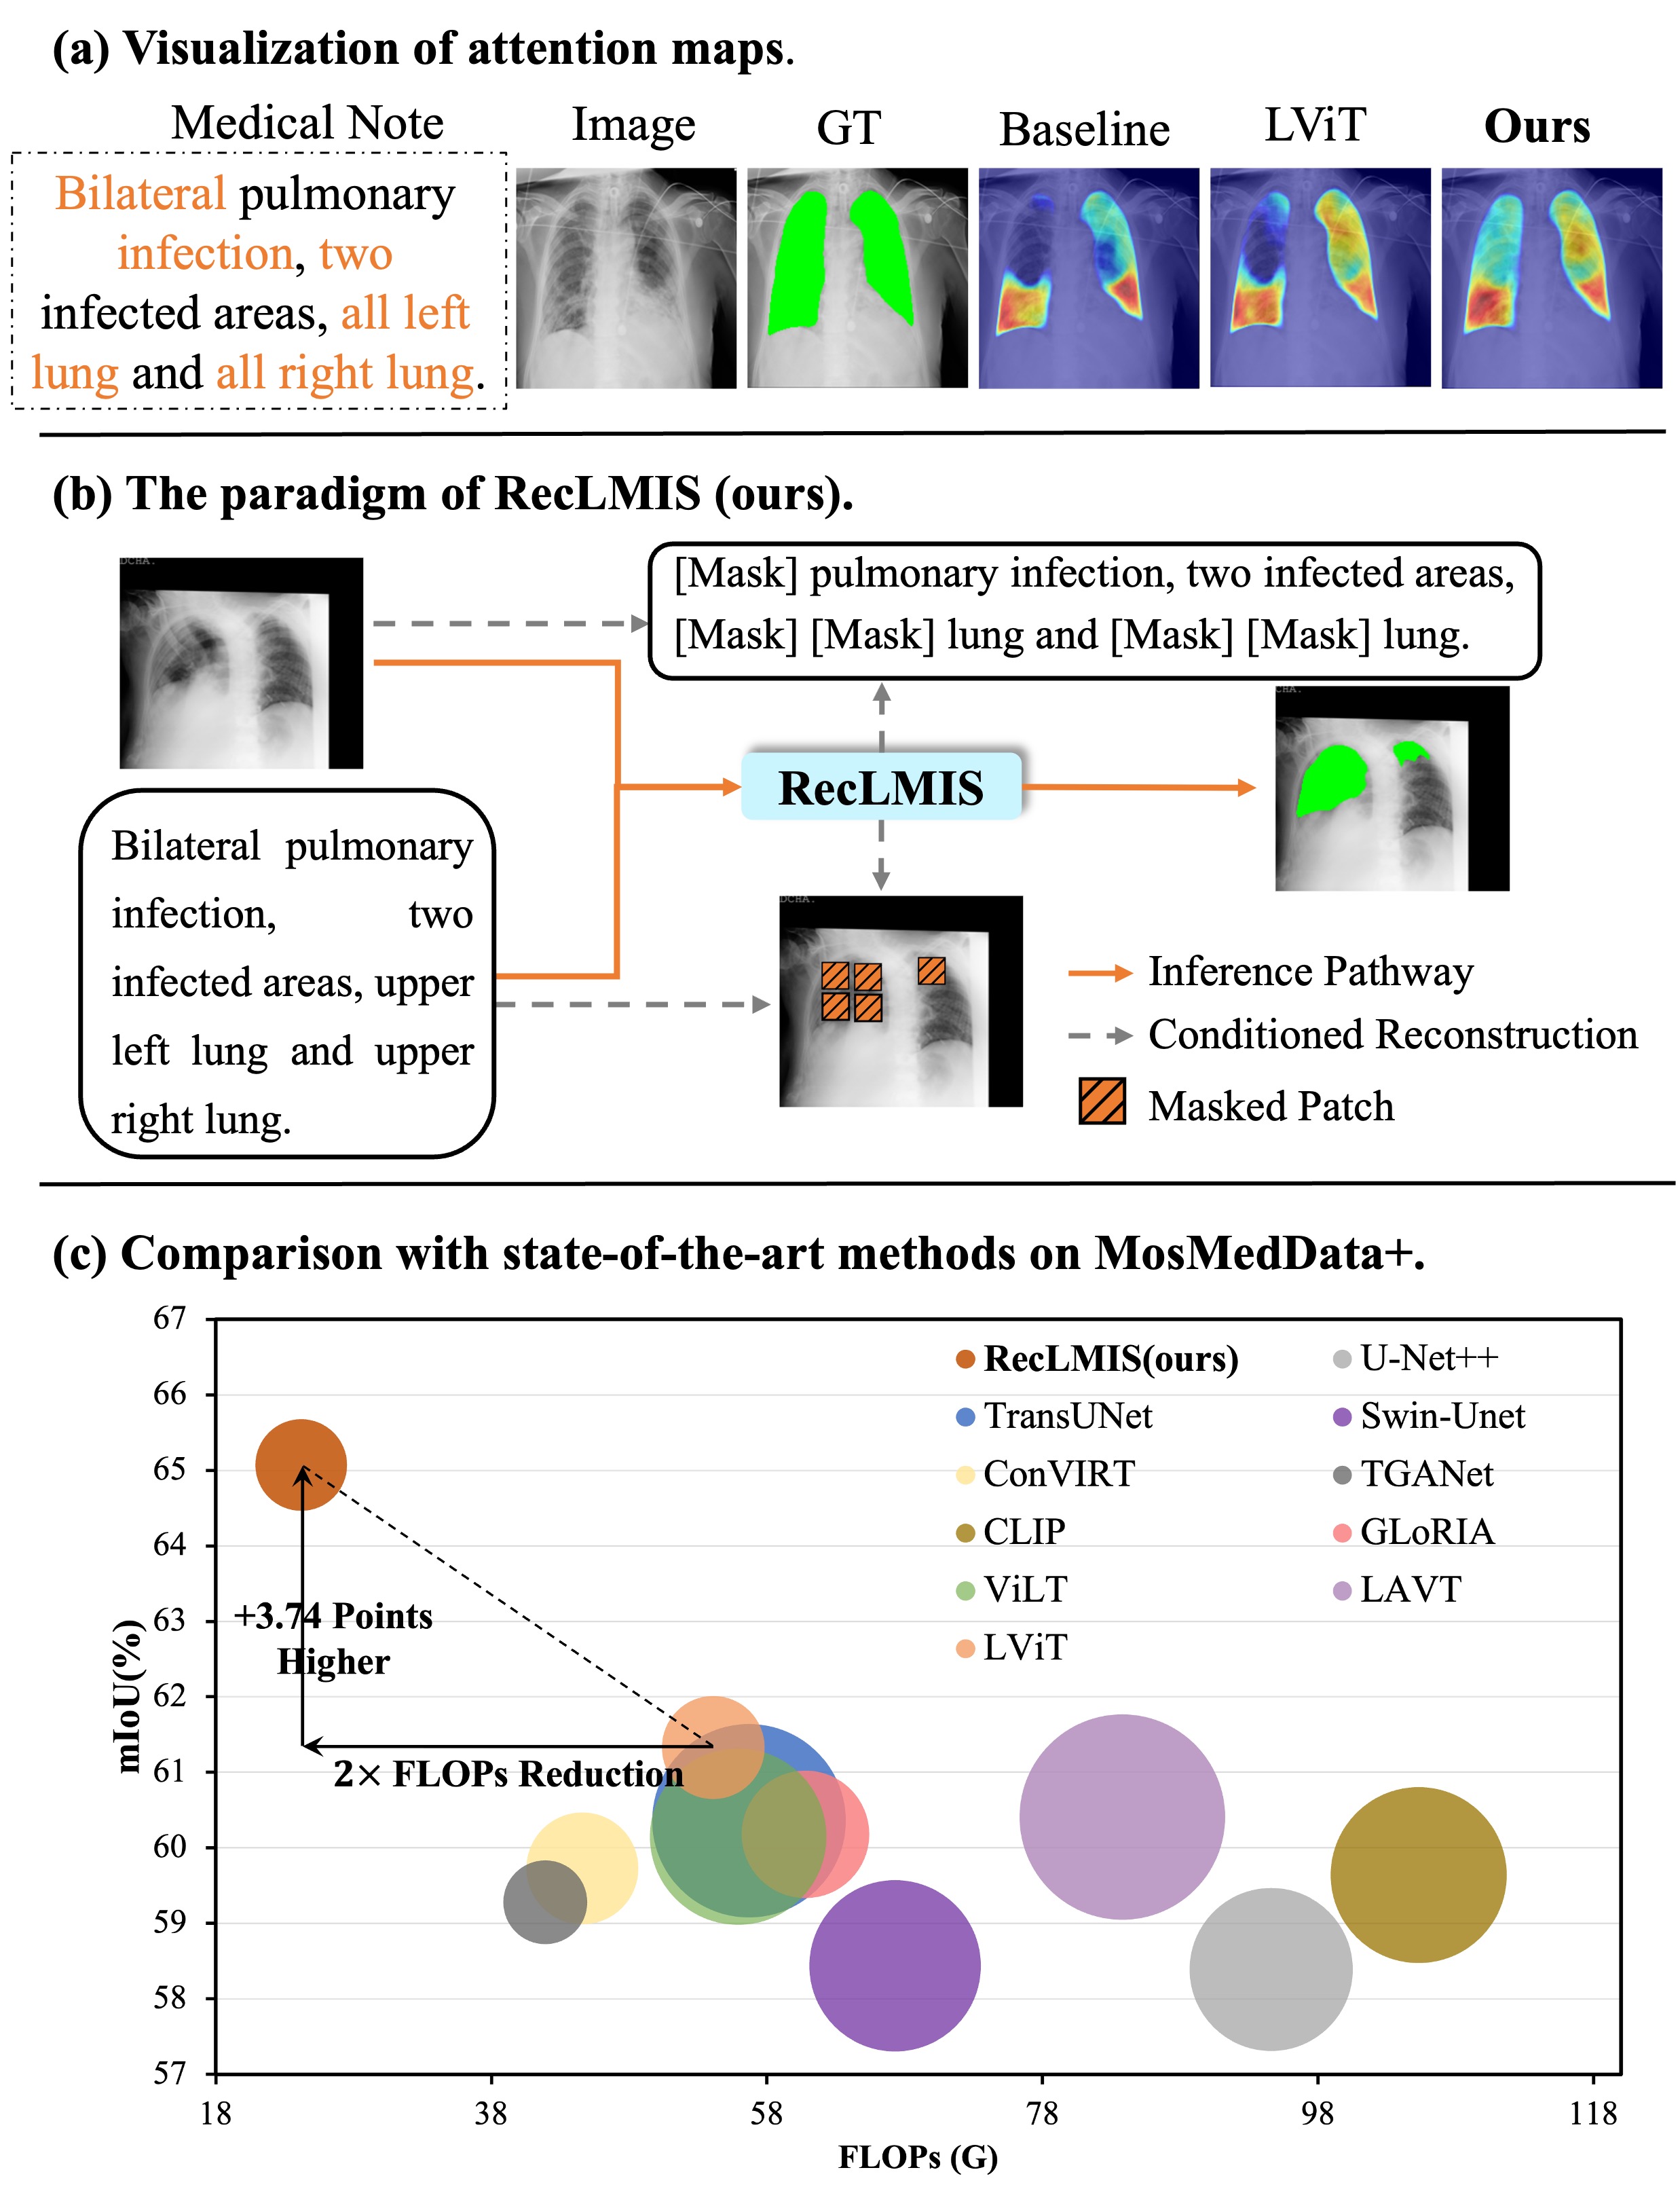 (a) Visualization of attention maps.
Medical Note
Image
GT
Baseline
LViT
Ours
Bilateral pulmonary
infection, two
infected areas, all left
lung and all right lung.
(b) The paradigm of RecLMIS (ours).
DCHA.
[Mask] pulmonary infection, two infected areas,
[Mask] [Mask] lung and [Mask] [Mask] lung.
CHA.
RecLMIS
Bilateral pulmonary
infection, two
infected areas, upper
left lung and upper
right lung.
DCHA.
Inference Pathway
Conditioned Reconstruction
Masked Patch
(c) Comparison with state-of-the-art methods on MosMedData+.
67
66
65
64
63
62
61
60
59
58
57
mIoU(%)
RecLMIS(ours)
U-Net++
TransUNet
Swin-Unet
ConVIRT
TGANet
CLIP
GLoRIA
ViLT
LAVT
LViT
+3.74 Points
Higher
2× FLOPs Reduction
18
38
58
78
98
118
FLOPs (G)